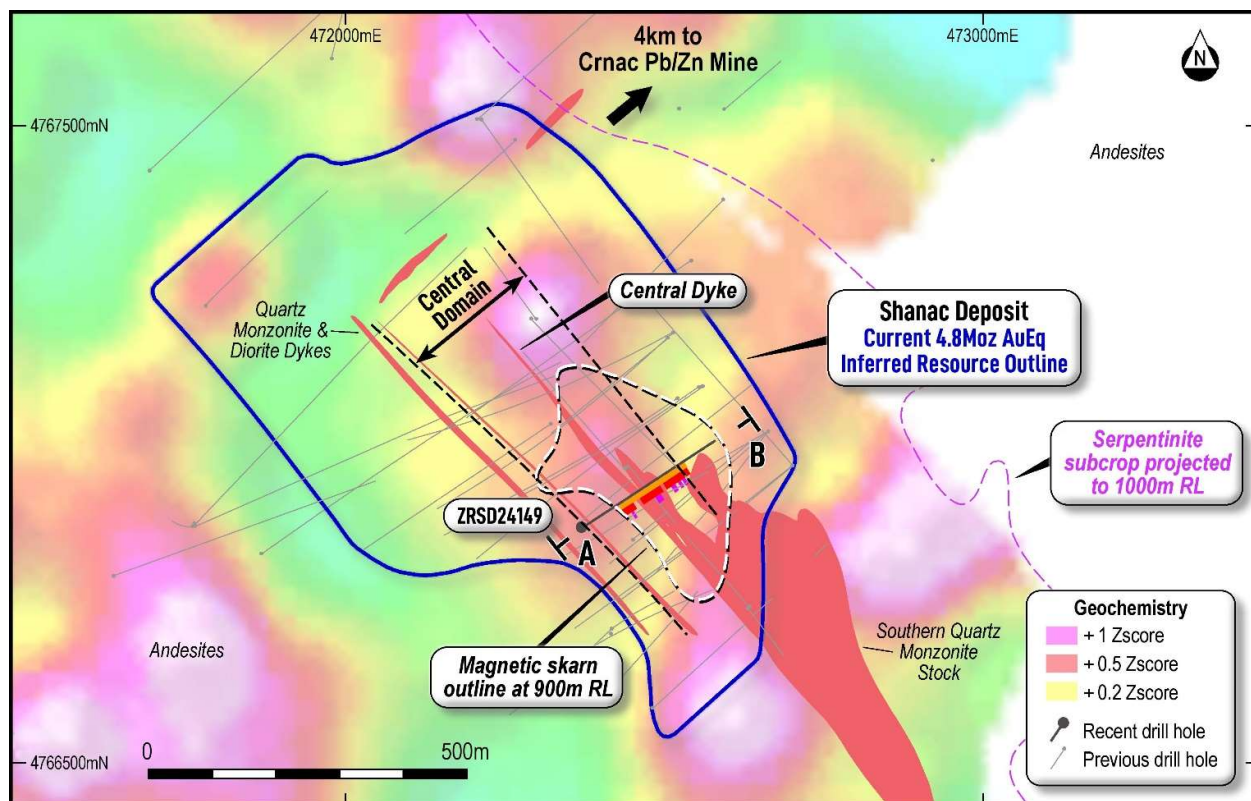 472000mE
473000mE
4km to
Crnac Pb/Zn Mine
N
4767500mN
Andesites
Central
Domain
Central Dyke
Quartz
Monzonite &
Diorite Dykes
Shanac Deposit
Current 4.8Moz AuEq
Inferred Resource Outline
B
Serpentinite
subcrop projected
to 1000m RL
ZRSD24149
A
Andesites
Magnetic skarn
outline at 900m RL
Southern Quartz
Monzonite
Stock
Geochemistry
+ 1 Zscore
+ 0.5 Zscore
+ 0.2 Zscore
Recent drill hole
Previous drill hole
0
500m
4766500mN